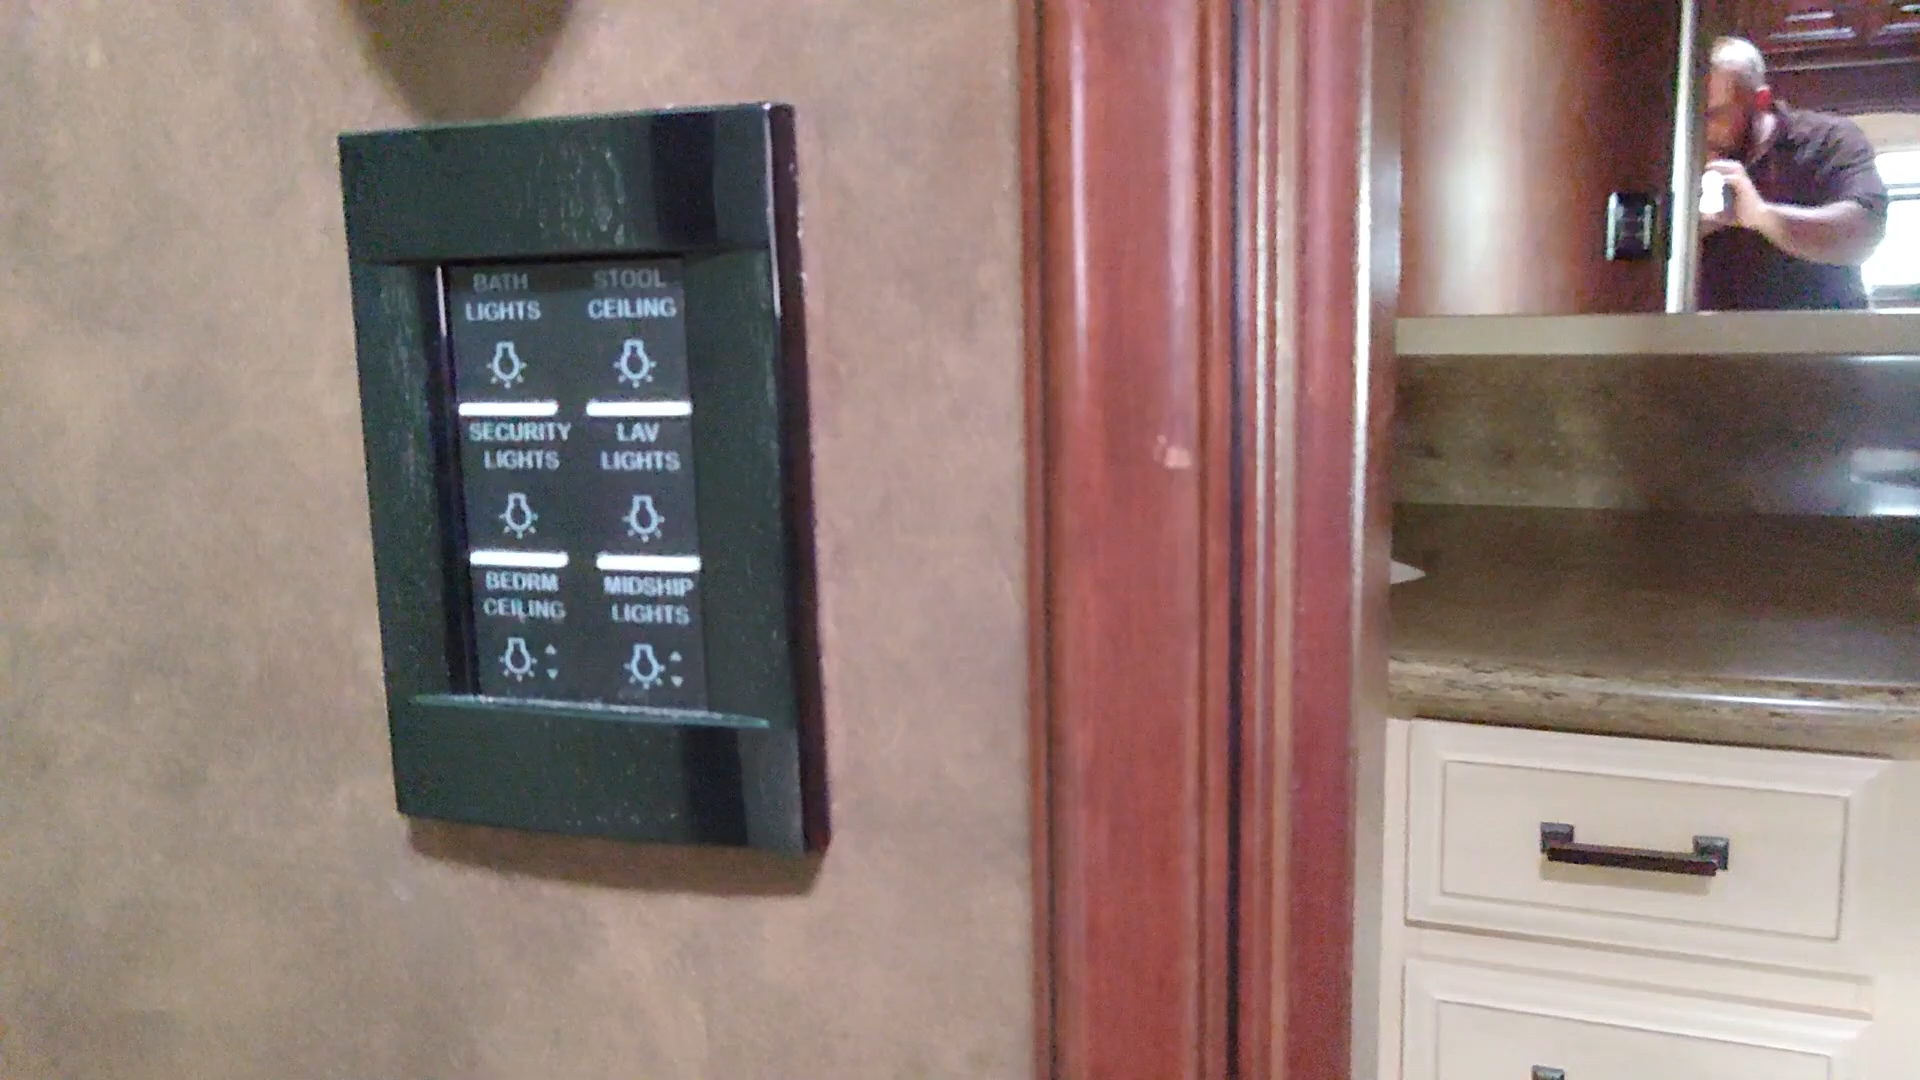 BATH
LIGHTS
STOOL
CEILING
SECURITY
LIGHTS
LAV
LIGHTS
BEDRM
CEILING
MIDSHIP
LIGHTS